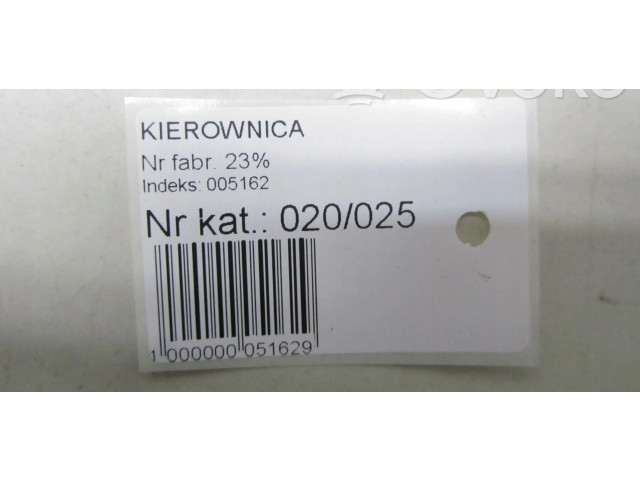 KIEROWNICA
Nr fabr. 23%
Indeks: 005162
Nr kat.: 020/025
1 000000 051629